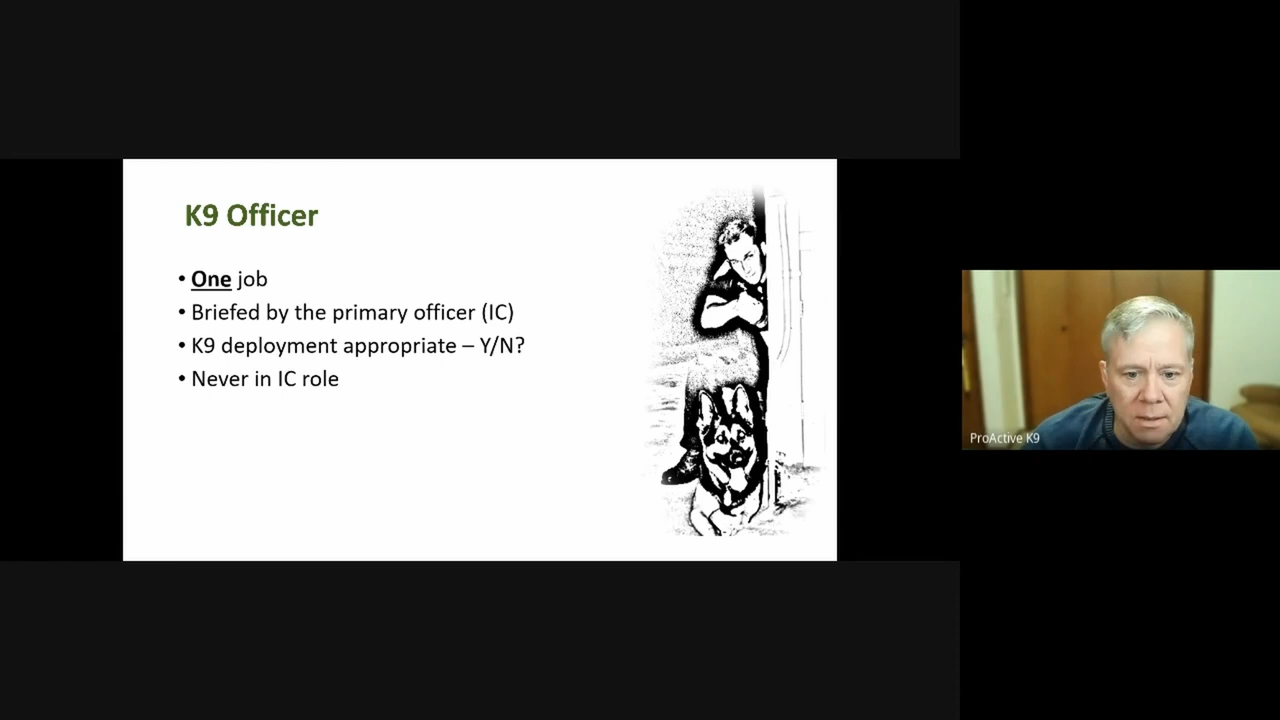 K9 Officer
• One job
• Briefed by the primary officer (IC)
• K9 deployment appropriate – Y/N?
• Never in IC role
ProActive K9